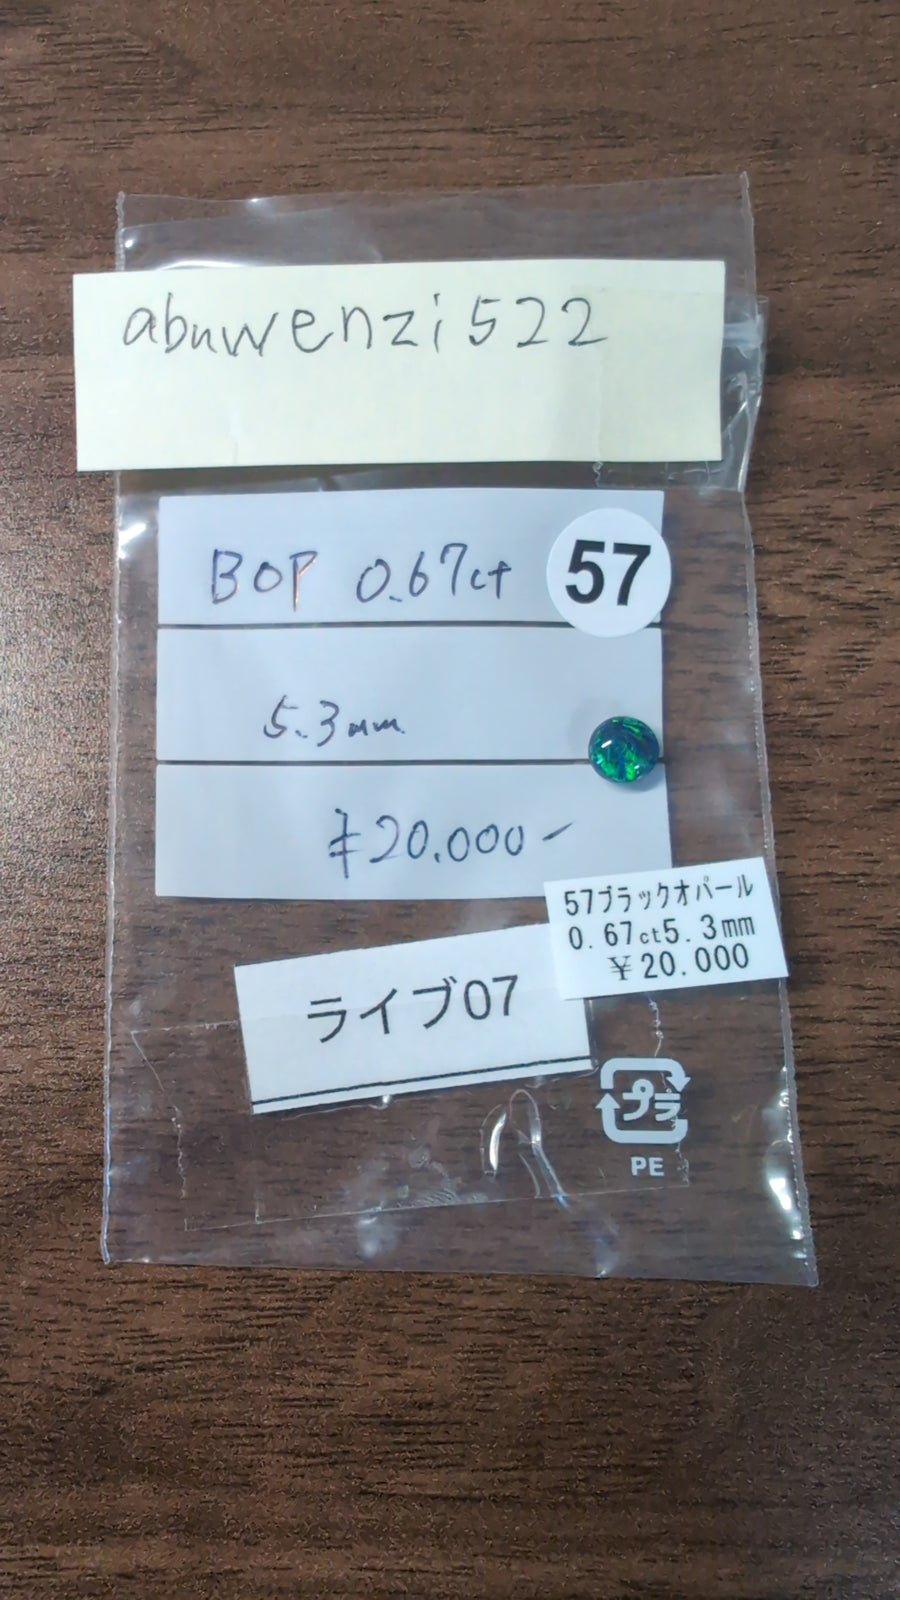 abuwenzi522
BOP 0.67ct
57
5.3mm
¥20.000-
57ブラックオパール
0.67ct5.3mm
￥20.000
ライブ07
プラ
PE